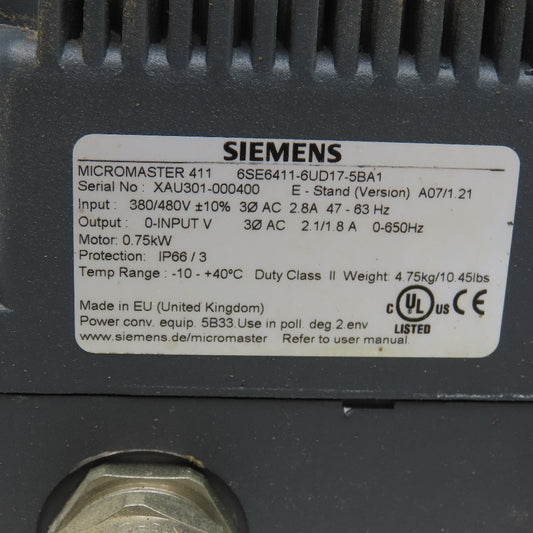 SIEMENS
MICROMASTER 411 6SE6411-6UD17-5BA1
Serial No : XAU301-000400 E - Stand (Version) A07/1.21
Input : 380/480V ±10% 3Ø AC 2.8A 47 - 63 Hz
Output : 0-INPUT V 3Ø AC 2.1/1.8 A 0-650Hz
Motor: 0.75kW
Protection: IP66 / 3
Temp Range : -10 - +40ºC Duty Class II Weight: 4.75kg/10.45lbs
Made in EU (United Kingdom)
Power conv. equip. 5B33.Use in poll. deg.2.env
www.siemens.de/micromaster Refer to user manual.
C UL US CE
LISTED